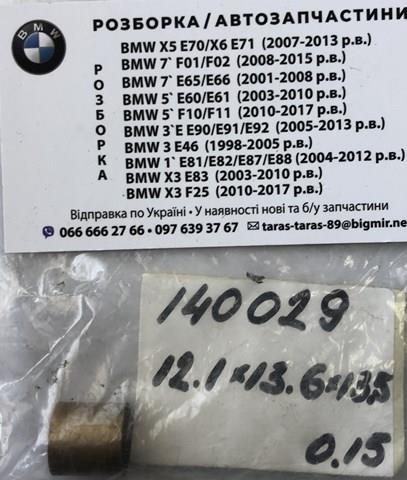 BMW
РОЗБОРКА/АВТОЗАПЧАСТИНИ
РОЗБОРКА
BMW X5 E70/X6 E71 (2007-2013 р.в.)
BMW 7` F01/F02 (2008-2015 р.в.)
BMW 7` E65/E66 (2001-2008 р.в.)
BMW 5` E60/E61 (2003-2010 р.в.)
BMW 5` F10/F11 (2010-2017 р.в.)
BMW 3`E E90/E91/E92 (2005-2013 р.в.)
BMW 3 E46 (1998-2005 р.в.)
BMW 1` E81/E82/E87/E88 (2004-2012 р.в.)
BMW X3 E83 (2003-2010 р.в.)
BMW X3 F25 (2010-2017 р.в.)
Відправка по Україні • У наявності нові та б/у запчастини
066 666 27 66 • 097 639 37 67 taras-taras-89@bigmir.ne
140029
12.1x13.6x13.5
0.15